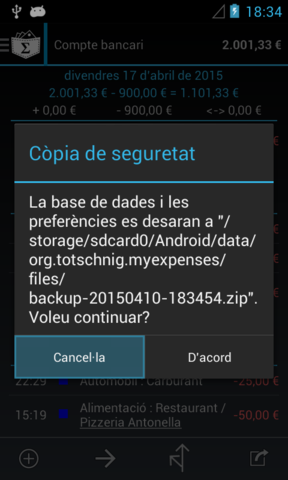 18:34
Compte bancari 2.001,33 €
divendres 17 d'abril de 2015
2.001,33 € - 900,00 € = 1.101,33 €
+ 0,00 € - 900,00 € <-> 0,00 €
Còpia de seguretat
La base de dades i les
preferències es desaran a "/
storage/sdcard0/Android/data/
org.totschnig.myexpenses/
files/
backup-20150410-183454.zip".
Voleu continuar?
Cancel·la D'acord
22:29 Automòbil : Carburant -25,00 €
15:19 Alimentació : Restaurant / -50,00 €
Pizzeria Antonella